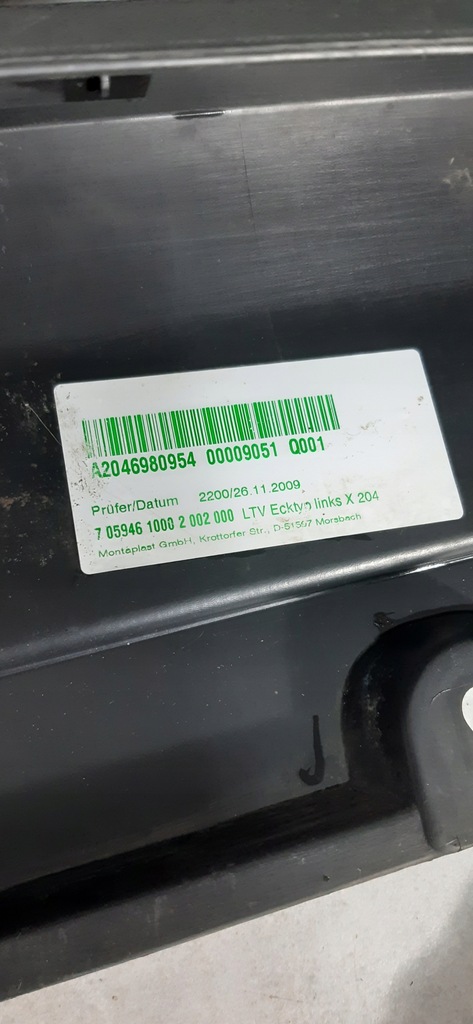 A2046980954 00009051 Q001
Prüfer/Datum 2200/26.11.2009
7 05946 1000 2 002 000 LTV Ecktyp links X 204
Montaplast GmbH, Krottorfer Str., D-51597 Morsbach
J